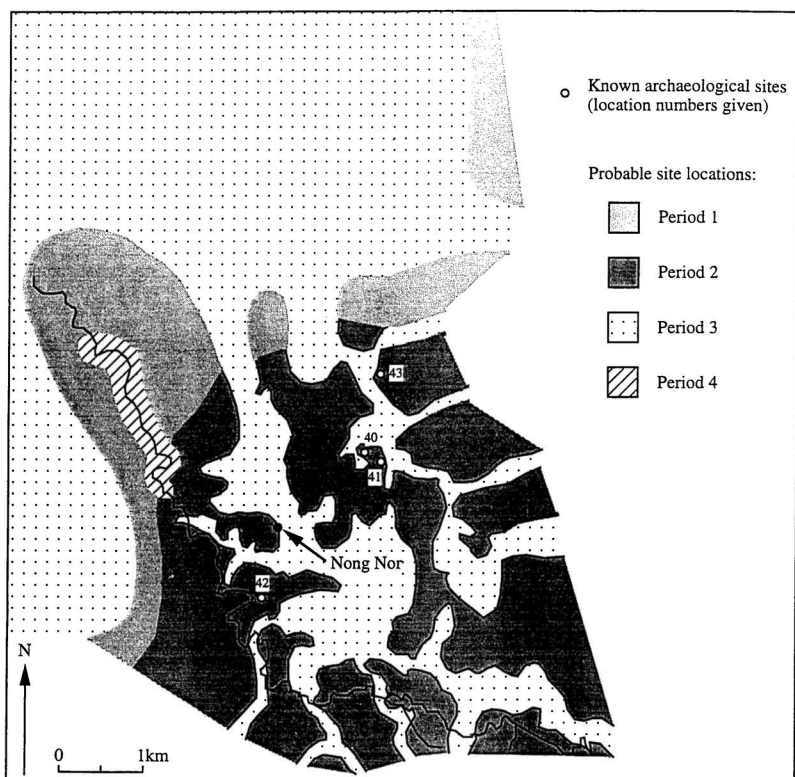 Known archaeological sites
(location numbers given)
Probable site locations:
Period 1
Period 2
Period 3
Period 4
43
40
41
Nong Nor
42
N
0 1km